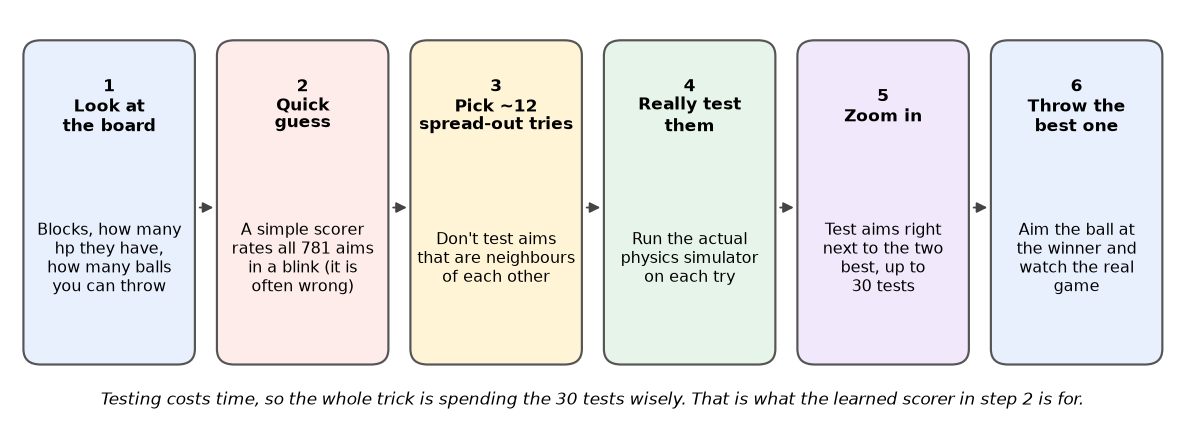 1
Look at
the board
Blocks, how many
hp they have,
how many balls
you can throw
2
Quick
guess
A simple scorer
rates all 781 aims
in a blink (it is
often wrong)
3
Pick ~12
spread-out tries
Don't test aims
that are neighbours
of each other
4
Really test
them
Run the actual
physics simulator
on each try
5
Zoom in
Test aims right
next to the two
best, up to
30 tests
6
Throw the
best one
Aim the ball at
the winner and
watch the real
game
Testing costs time, so the whole trick is spending the 30 tests wisely. That is what the learned scorer in step 2 is for.